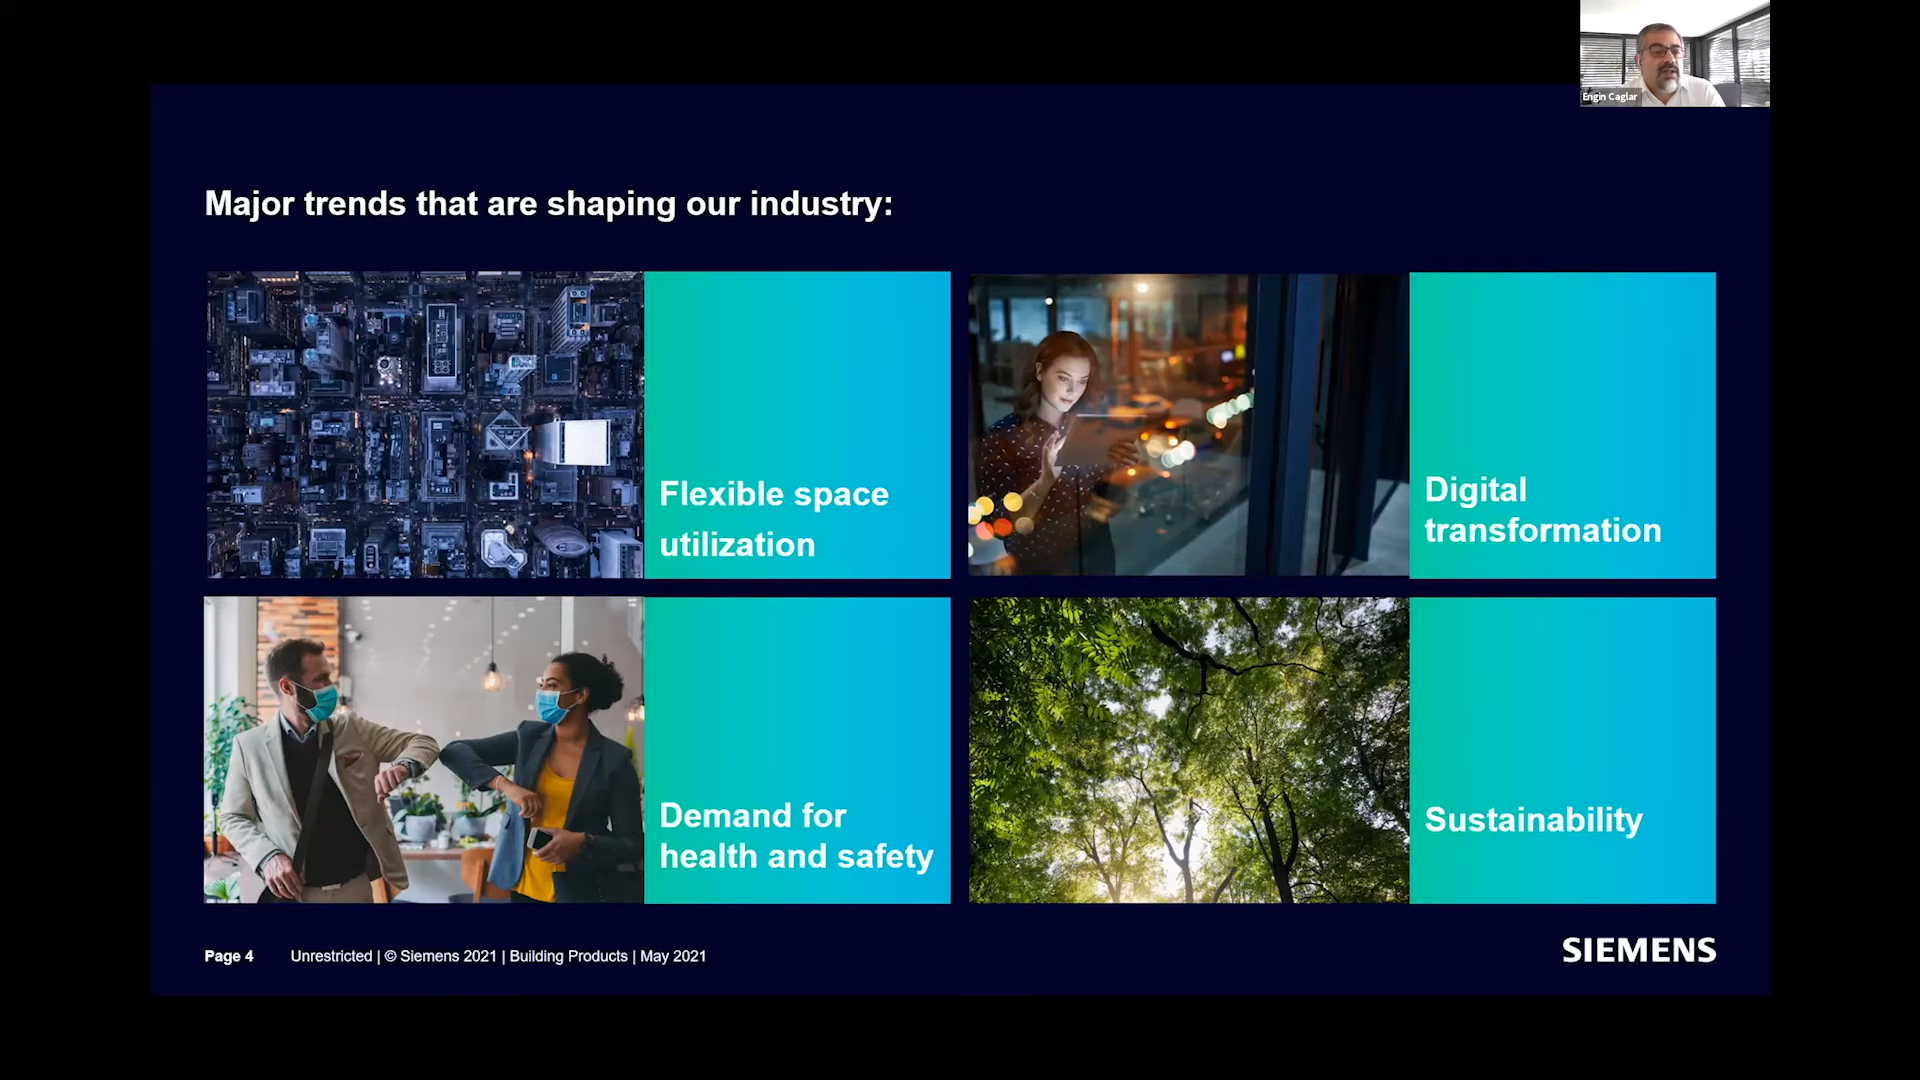 Engin Caglar
Major trends that are shaping our industry:
Flexible space
utilization
Digital
transformation
Demand for
health and safety
Sustainability
Page 4 Unrestricted | © Siemens 2021 | Building Products | May 2021
SIEMENS